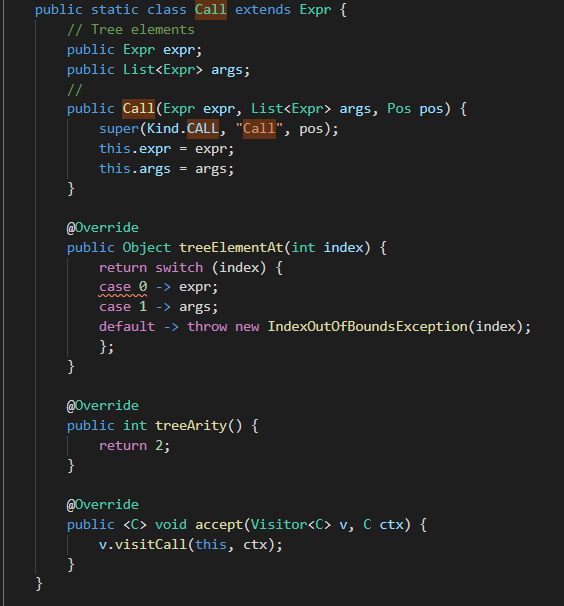 public static class Call extends Expr {
// Tree elements
public Expr expr;
public List<Expr> args;
//
public Call(Expr expr, List<Expr> args, Pos pos) {
super(Kind.CALL, "Call", pos);
this.expr = expr;
this.args = args;
}
@Override
public Object treeElementAt(int index) {
return switch (index) {
case 0 -> expr;
case 1 -> args;
default -> throw new IndexOutOfBoundsException(index);
};
}
@Override
public int treeArity() {
return 2;
}
@Override
public <C> void accept(Visitor<C> v, C ctx) {
v.visitCall(this, ctx);
}
}